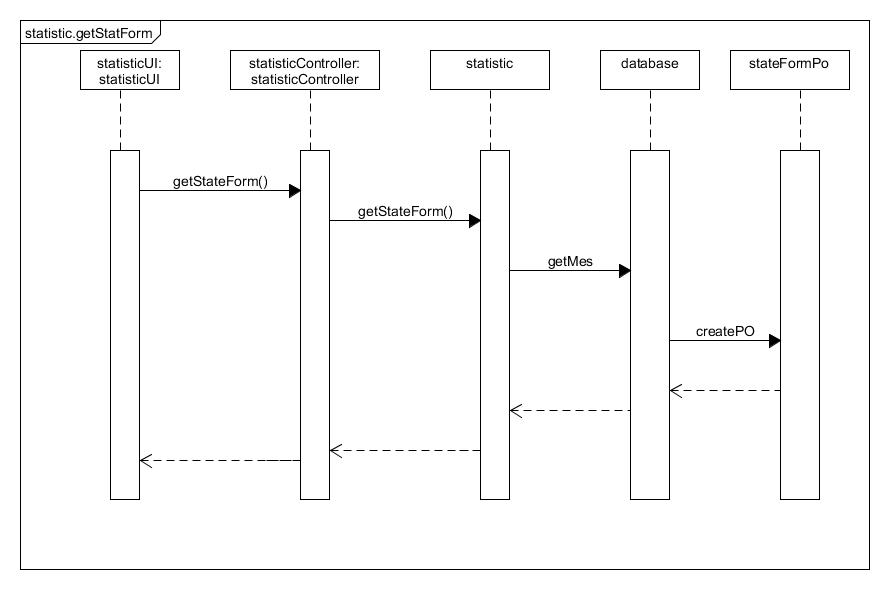 statistic.getStatForm
statisticUI:
statisticUI
statisticController:
statisticController
statistic
database
stateFormPo
getStateForm()
getStateForm()
getMes
createPO